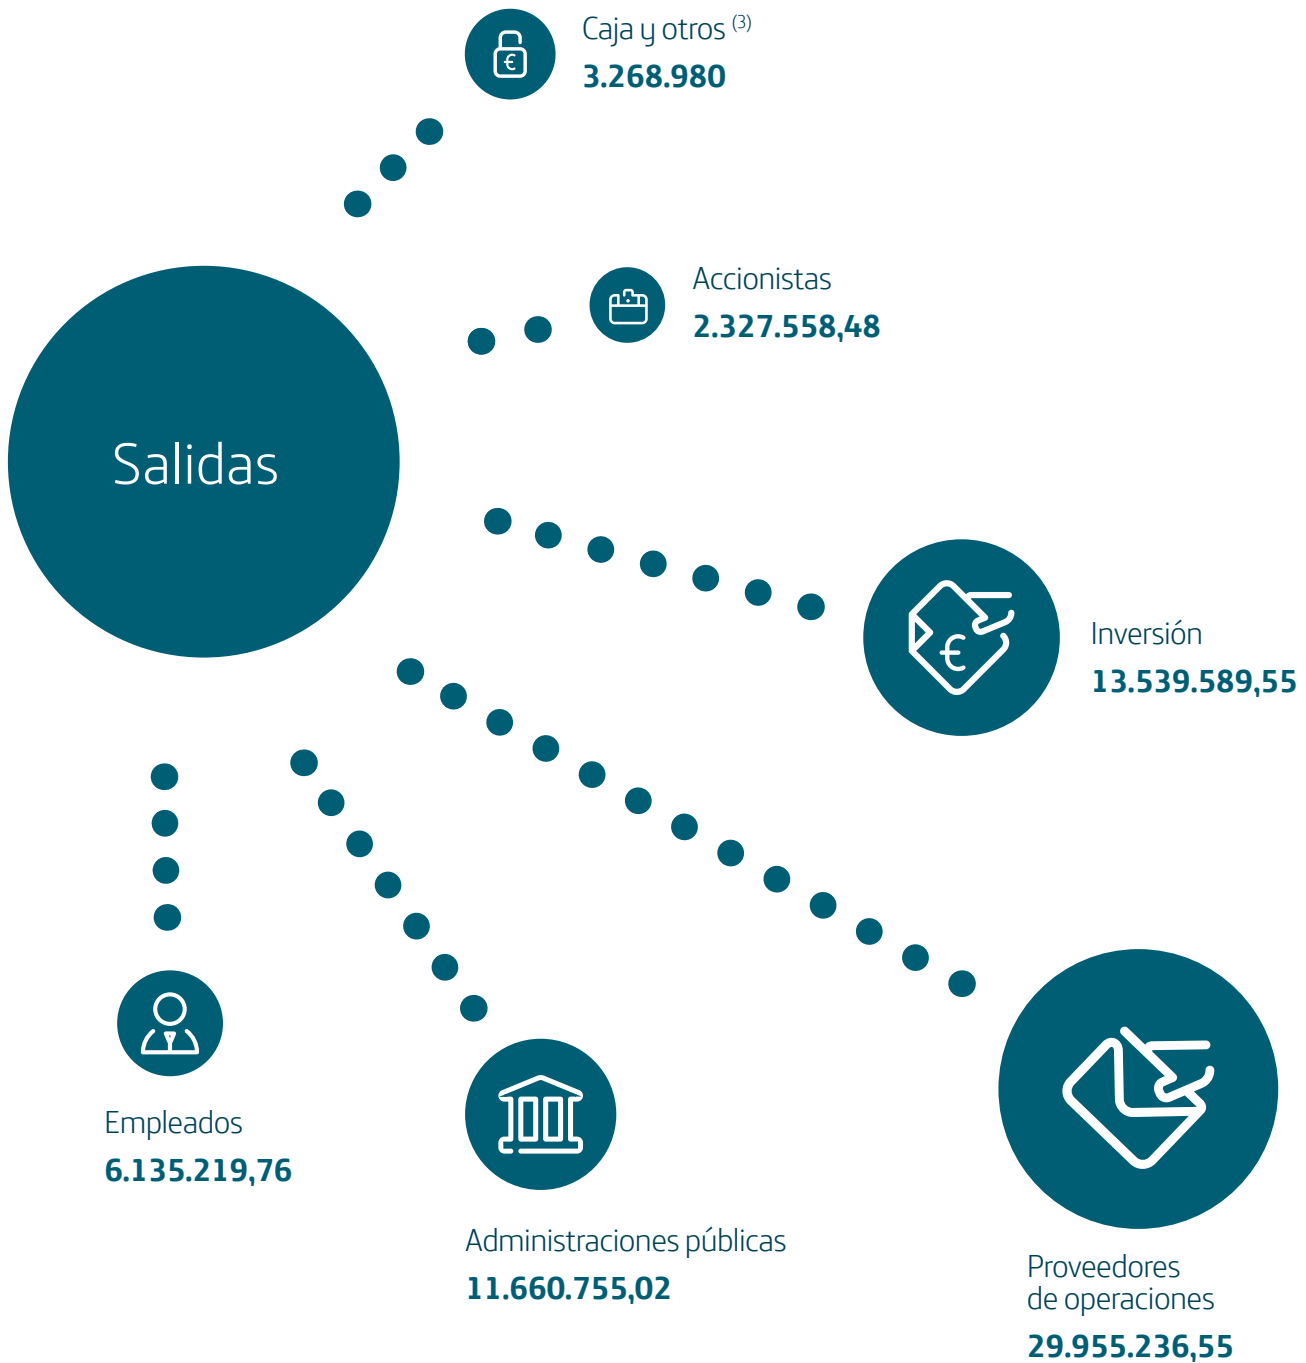 Caja y otros (3)
3.268.980
Accionistas
2.327.558,48
Salidas
Inversión
13.539.589,55
Empleados
6.135.219,76
Administraciones públicas
11.660.755,02
Proveedores
de operaciones
29.955.236,55